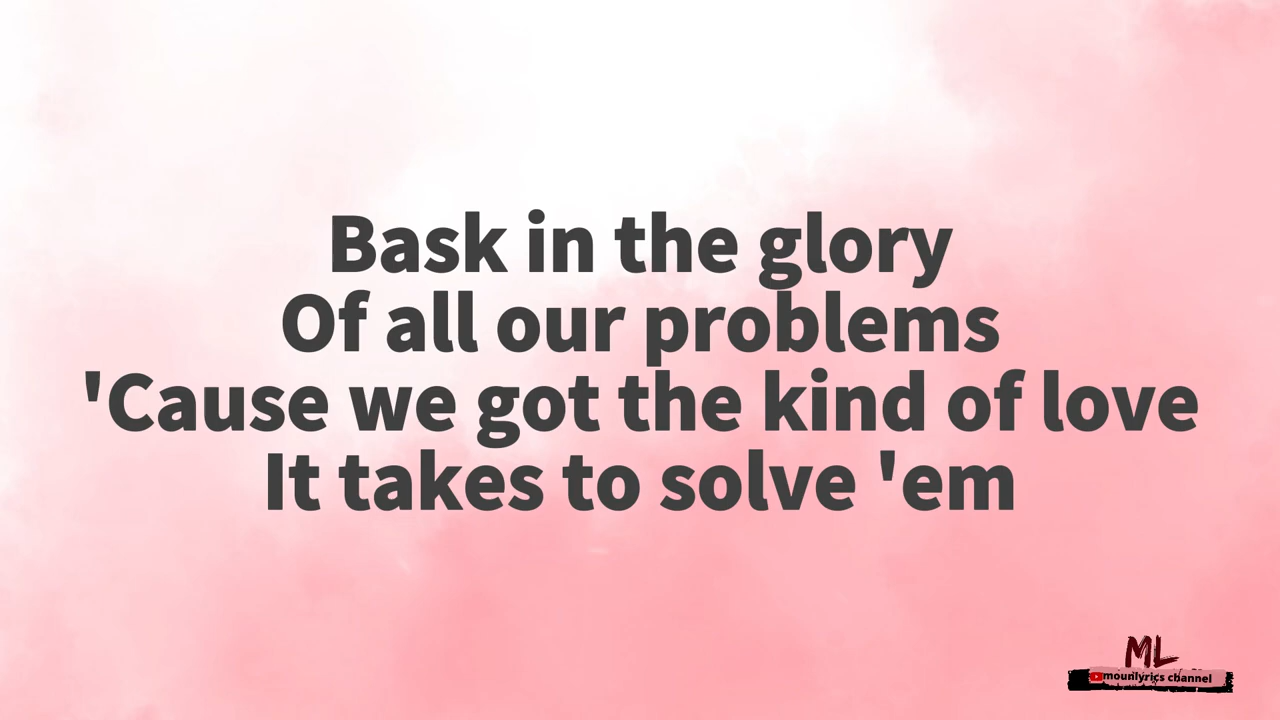 Bask in the glory
Of all our problems
'Cause we got the kind of love
It takes to solve 'em
ML
mourilyrics channel